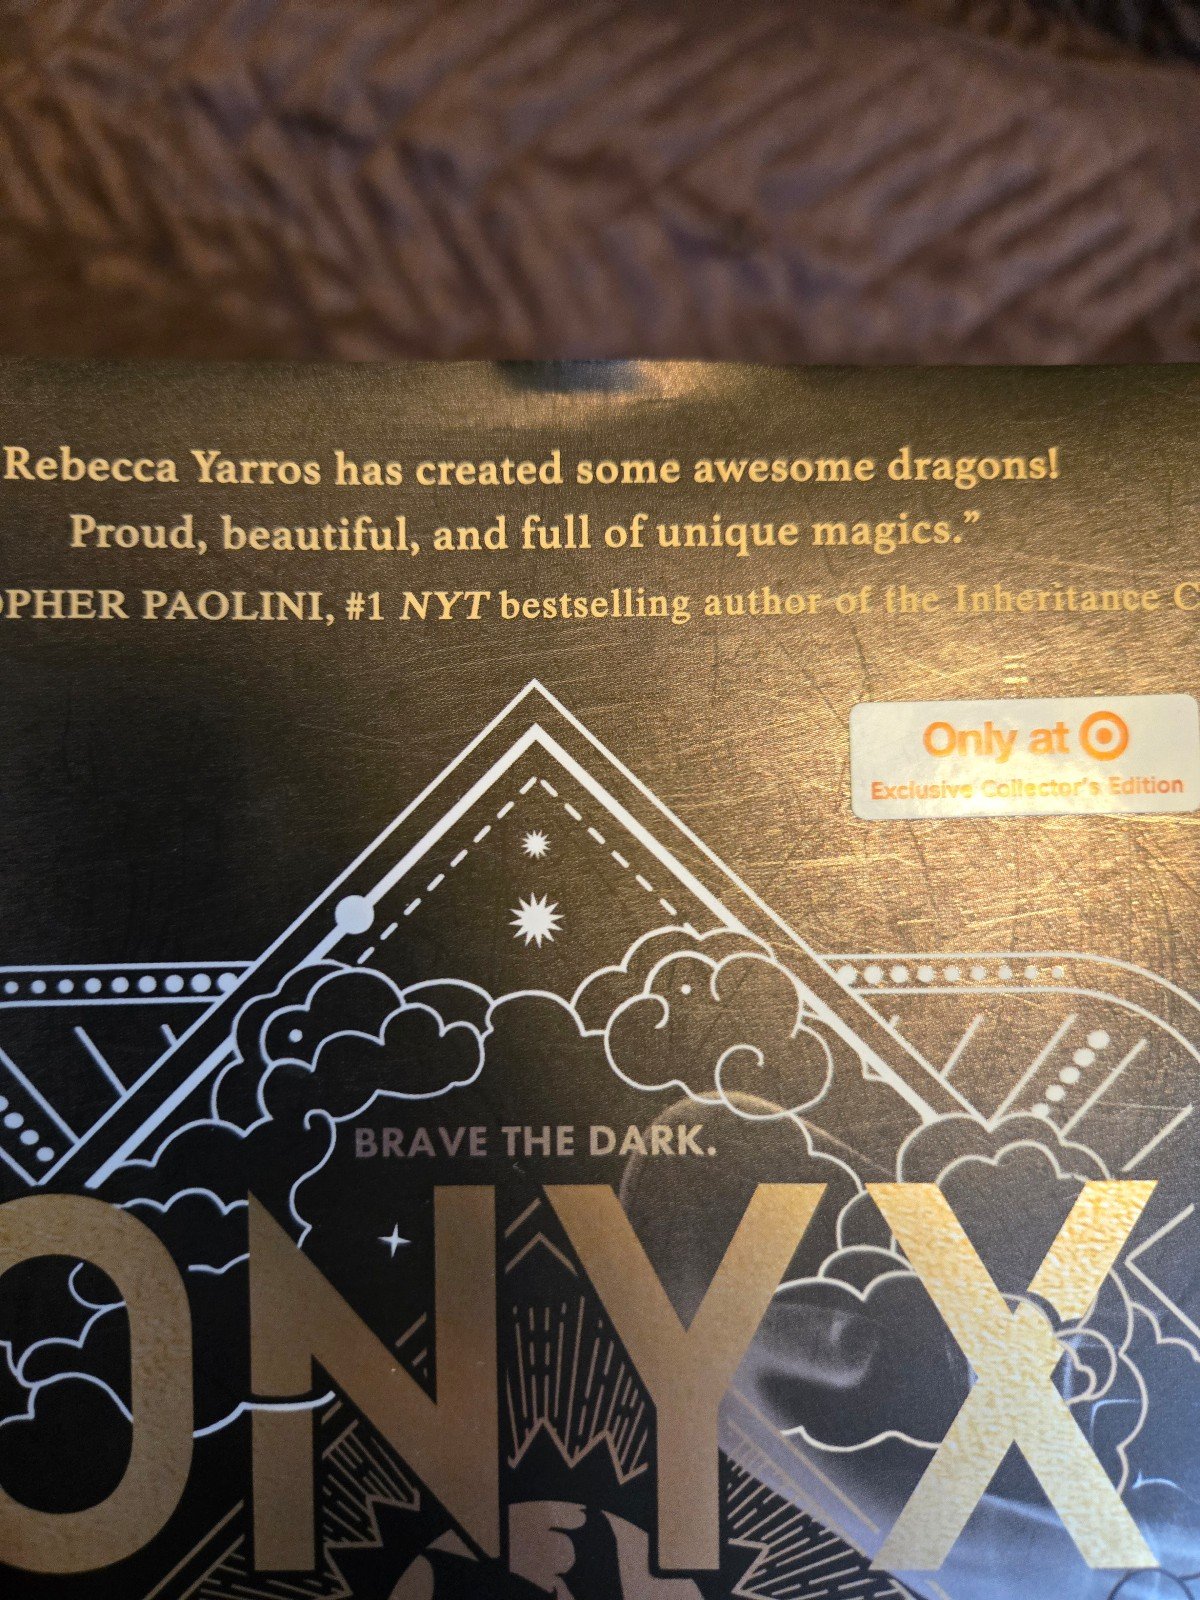 Rebecca Yarros has created some awesome dragons!
Proud, beautiful, and full of unique magics.”
OPHER PAOLINI, #1 NYT bestselling author of the Inheritance C
Only at
Exclusive Collector's Edition
BRAVE THE DARK.
ONYX